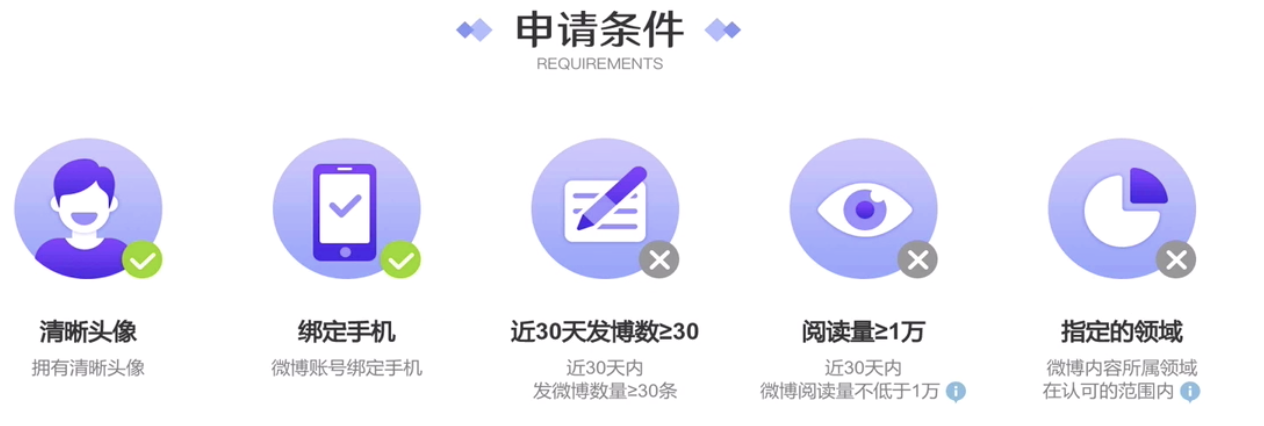 申请条件
REQUIREMENTS
清晰头像
拥有清晰头像
绑定手机
微博账号绑定手机
近30天发博数≥30
近30天内
发微博数量≥30条
阅读量≥1万
近30天内
微博阅读量不低于1万
指定的领域
微博内容所属领域
在认可的范围内